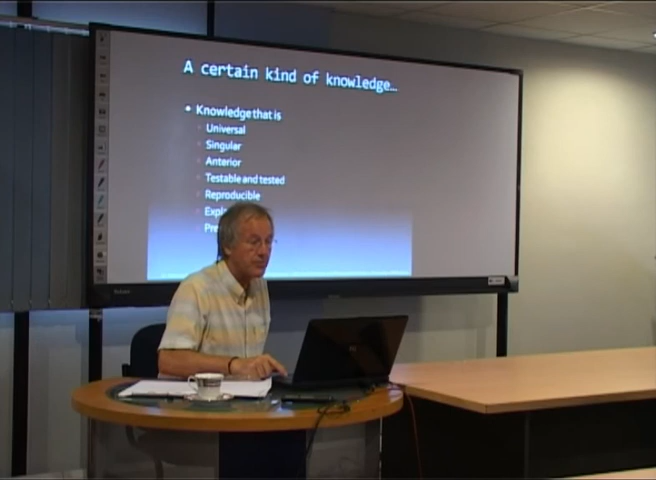 A certain kind of knowledge…
• Knowledge that is
Universal
Singular
Anterior
Testable and tested
Reproducible